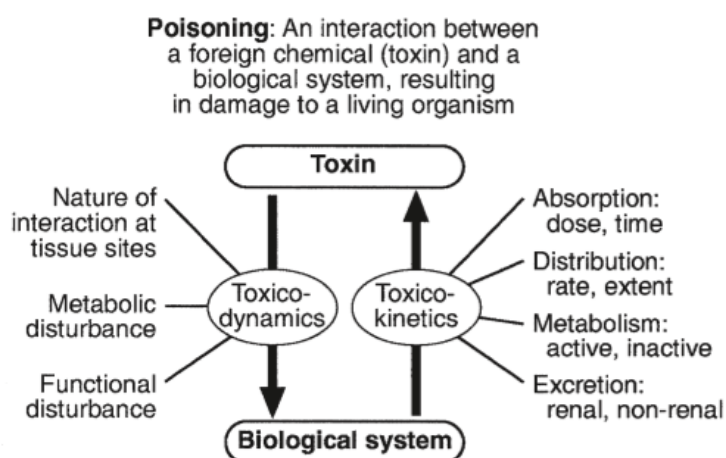 Poisoning: An interaction between
a foreign chemical (toxin) and a
biological system, resulting
in damage to a living organism
Toxin
Nature of
interaction at
tissue sites
Metabolic
disturbance
Functional
disturbance
Toxico-
dynamics
Toxico-
kinetics
Absorption:
dose, time
Distribution:
rate, extent
Metabolism:
active, inactive
Excretion:
renal, non-renal
Biological system